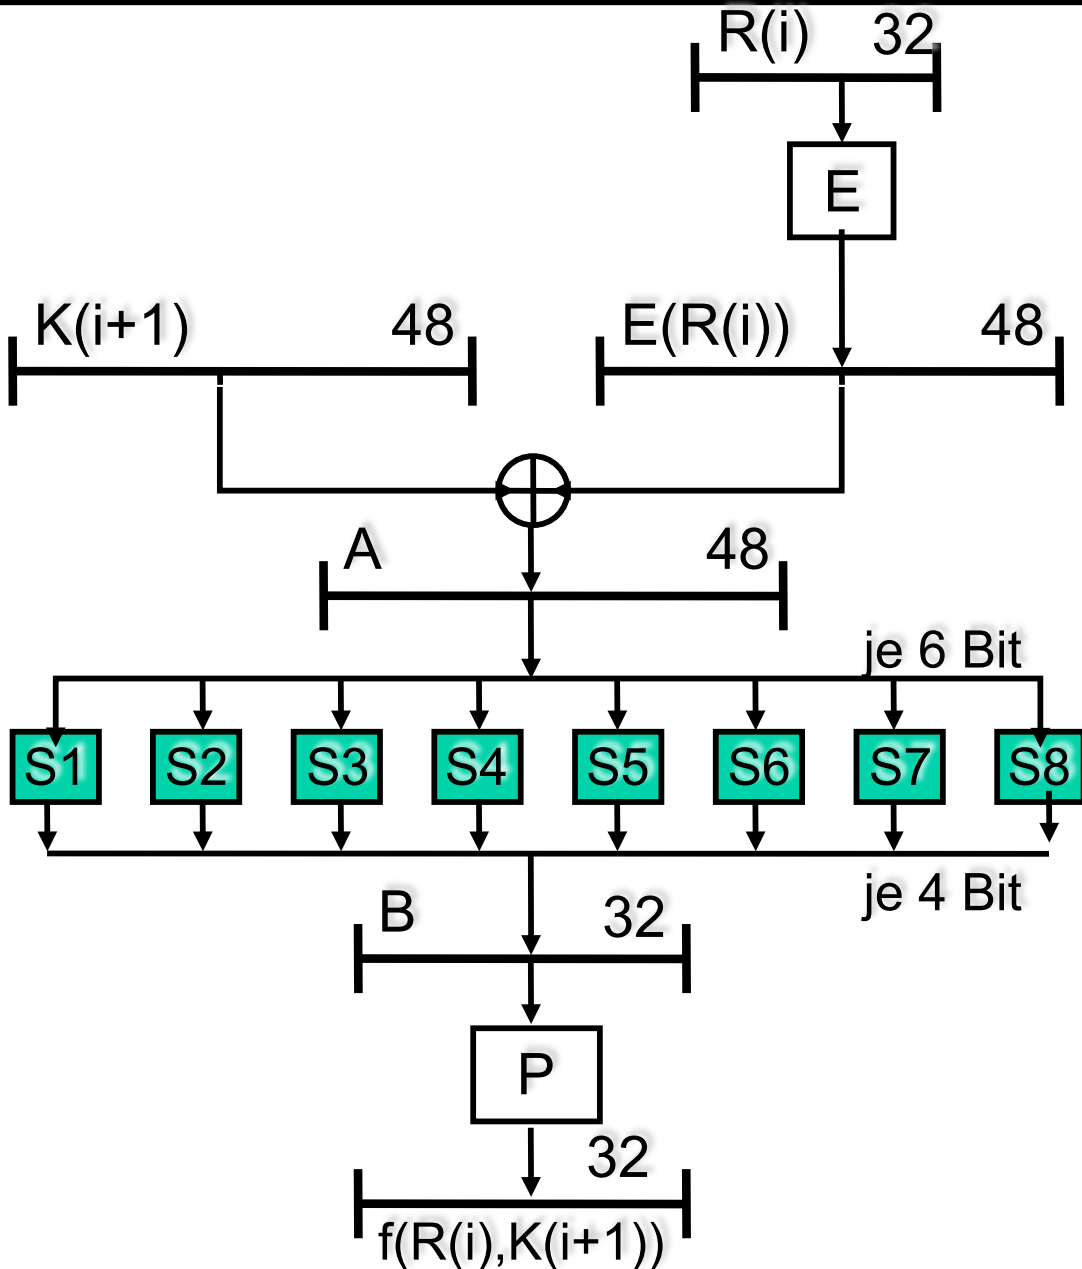 R(i) 32
E
K(i+1) 48 E(R(i)) 48
A 48
je 6 Bit
S1 S2 S3 S4 S5 S6 S7 S8
je 4 Bit
B 32
P
32
f(R(i),K(i+1))